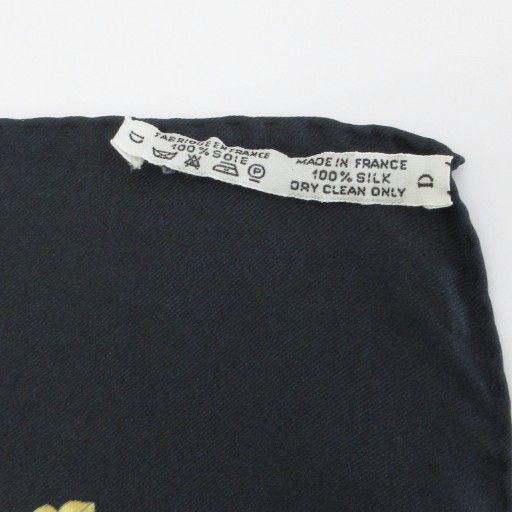 D
FABRIQUE EN FRANCE
100% SOIE
P
MADE IN FRANCE
100% SILK
DRY CLEAN ONLY
D